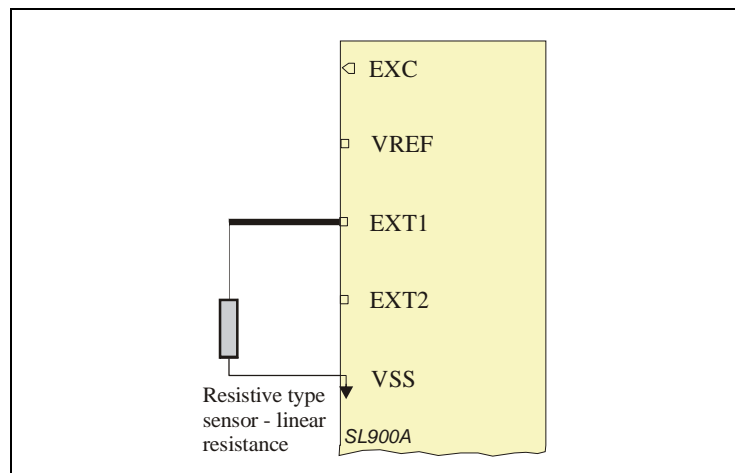 EXC
VREF
EXT1
EXT2
VSS
Resistive type
sensor - linear
resistance
SL900A